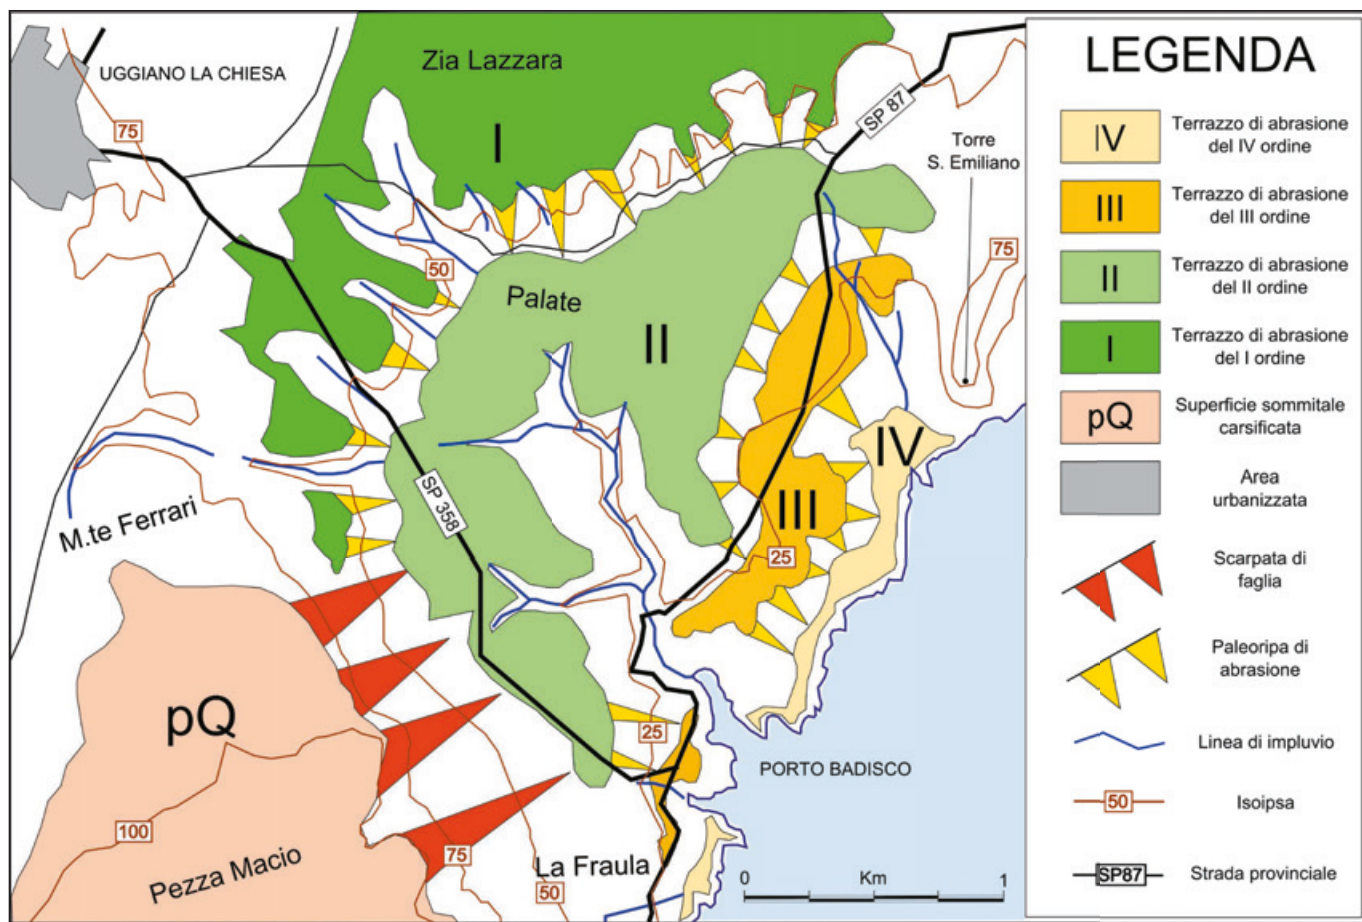 Zia Lazzara
UGGIANO LA CHIESA
75
I
SP 87
Torre
S. Emiliano
75
50
Palate
II
IV
SP 358
M.te Ferrari
III
25
pQ
25
PORTO BADISCO
100
Pezza Macio
75
La Fraula
50
0
Km
1
LEGENDA
IV
Terrazzo di abrasione
del IV ordine
III
Terrazzo di abrasione
del III ordine
II
Terrazzo di abrasione
del II ordine
I
Terrazzo di abrasione
del I ordine
pQ
Superficie sommitale
carsificata
Area
urbanizzata
Scarpata di
faglia
Paleoripa di
abrasione
Linea di impluvio
50
Isoipsa
SP87
Strada provinciale